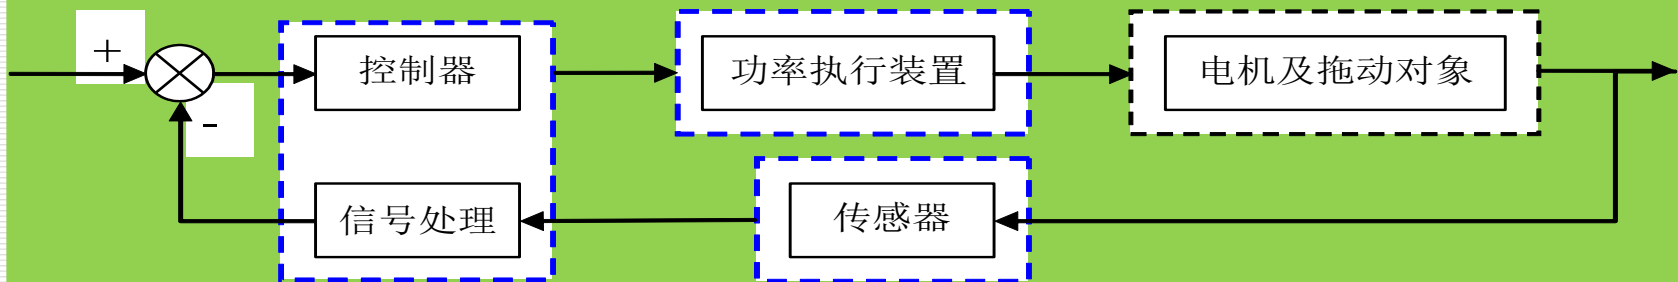 +
控制器
功率执行装置
电机及拖动对象
-
信号处理
传感器